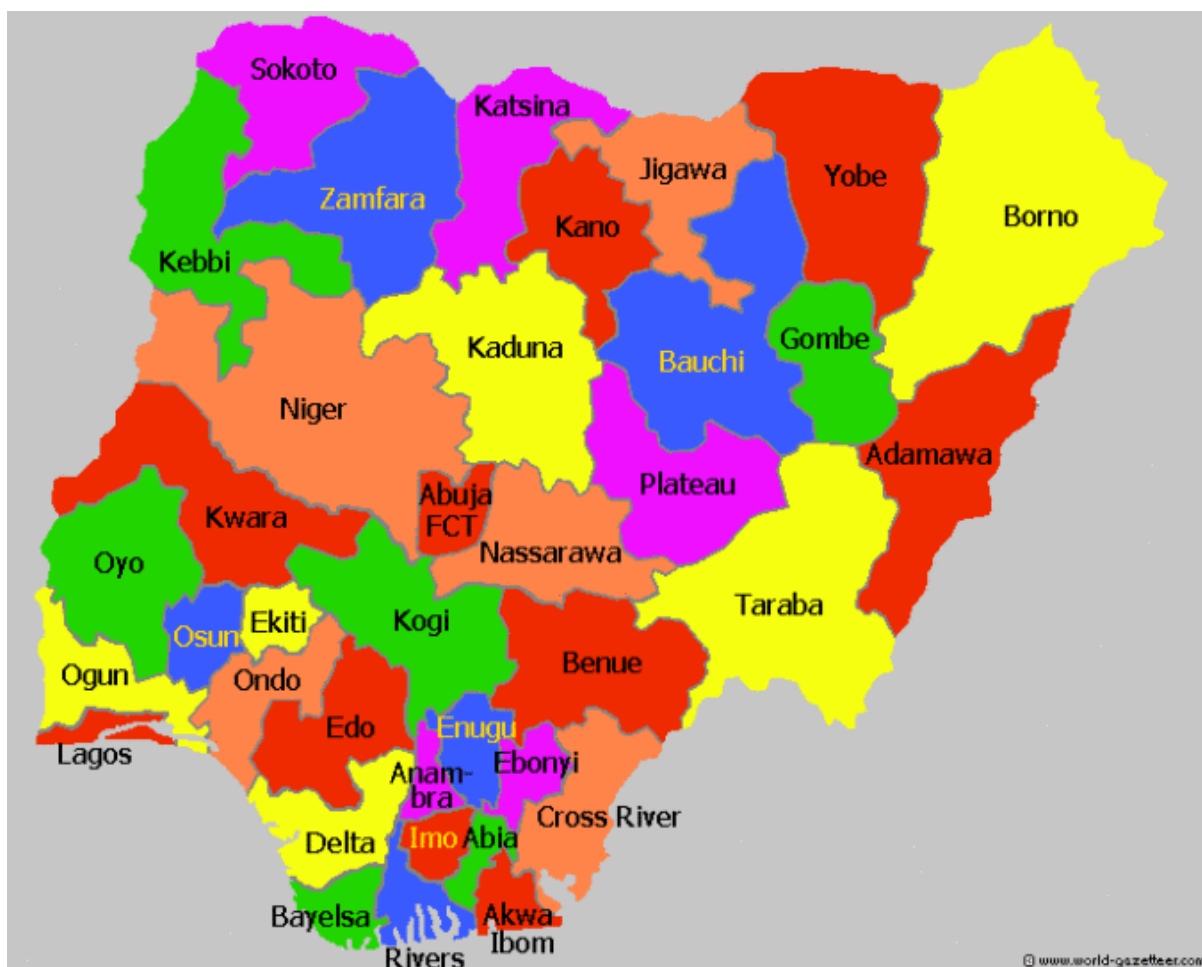 Sokoto
Katsina
Jigawa
Yobe
Zamfara
Borno
Kano
Kebbi
Gombe
Kaduna
Bauchi
Niger
Adamawa
Plateau
Abuja
FCT
Kwara
Nassarawa
Oyo
Taraba
Kogi
Ekiti
Osun
Benue
Ogun
Ondo
Edo
Enugu
Lagos
Ebonyi
Anam-
bra
Cross River
Delta
Imo
Abia
Bayelsa
Akwa
Ibom
Rivers
© www.world-gazetteer.com